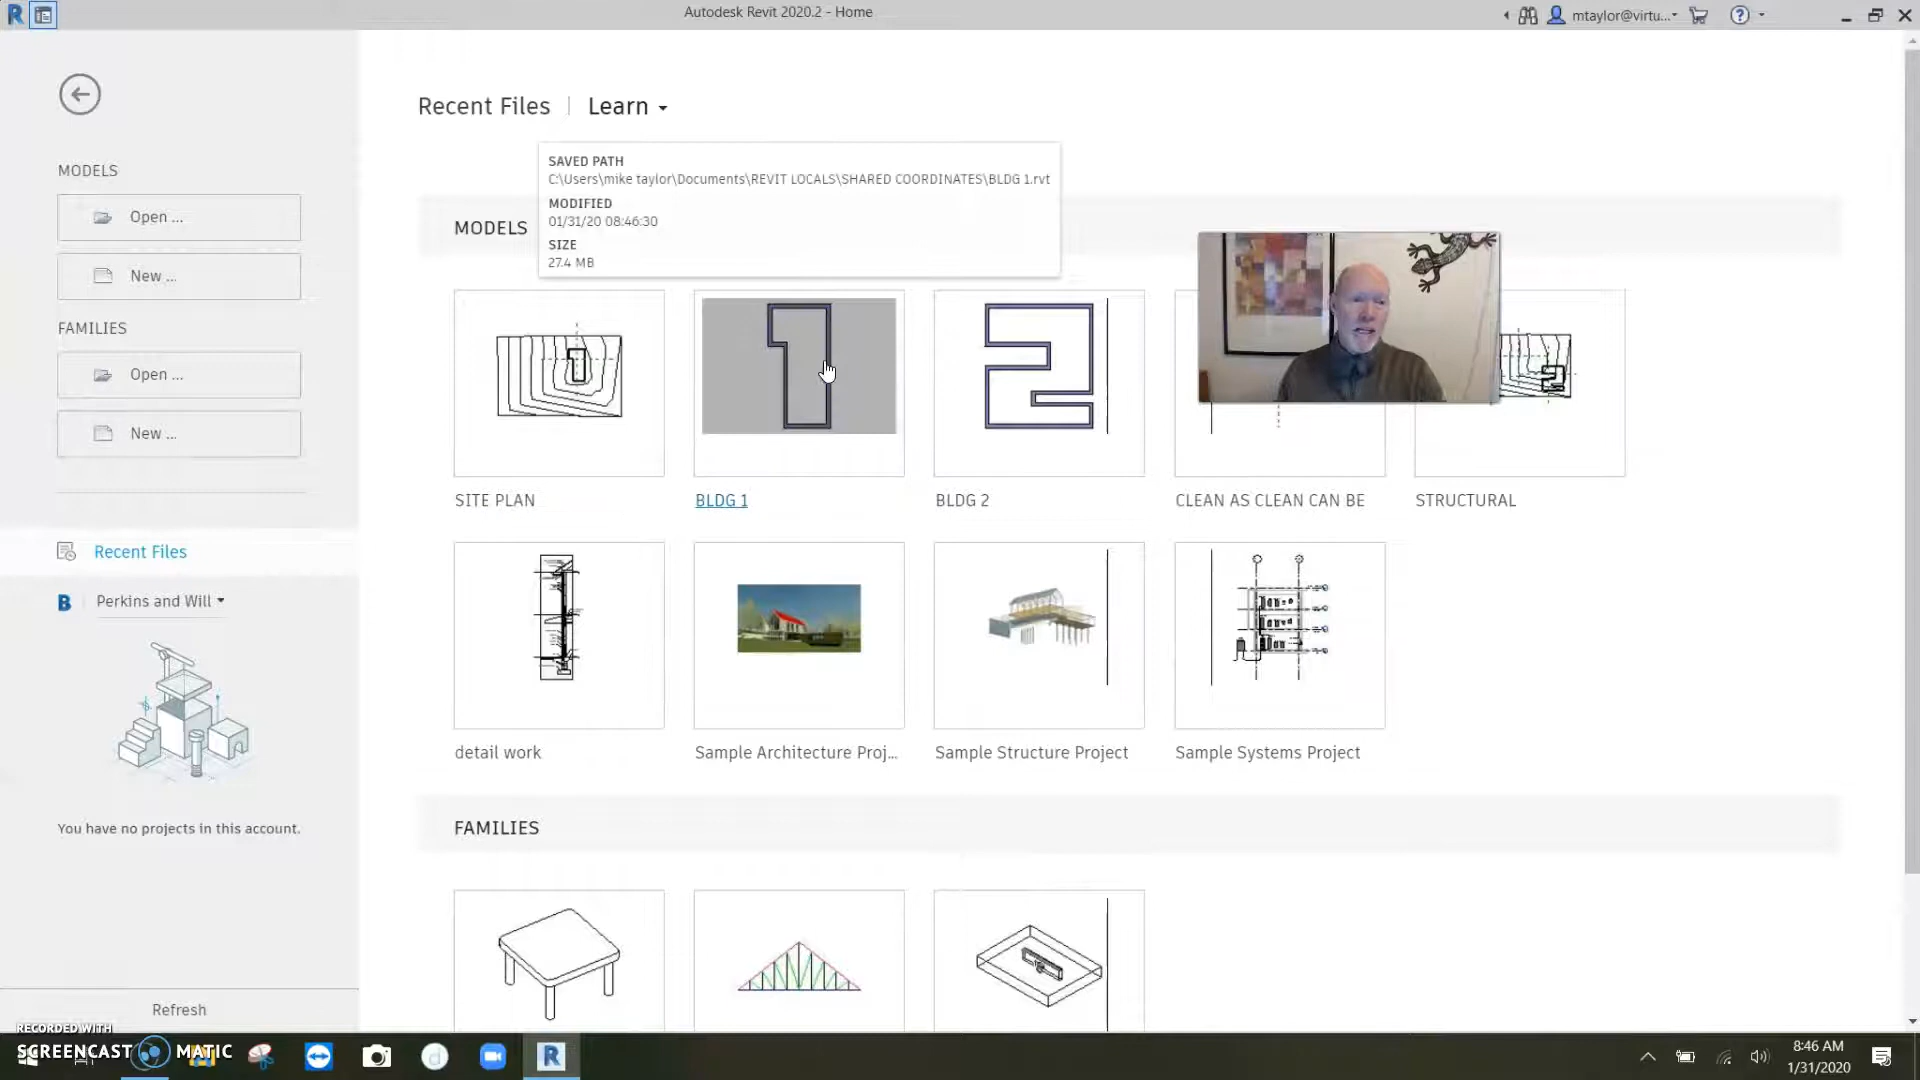 Autodesk Revit 2020.2 - Home
mtaylor@virtu...
Recent Files | Learn
MODELS
Open ...
New ...
FAMILIES
Open ...
New ...
Recent Files
Perkins and Will
You have no projects in this account.
Refresh
SAVED PATH
C:\Users\mike taylor\Documents\REVIT LOCALS\SHARED COORDINATES\BLDG 1.rvt
MODIFIED
01/31/20 08:46:30
SIZE
27.4 MB
MODELS
SITE PLAN
BLDG 1
BLDG 2
CLEAN AS CLEAN CAN BE
STRUCTURAL
detail work
Sample Architecture Proj...
Sample Structure Project
Sample Systems Project
FAMILIES
RECORDED WITH
SCREENCAST MATIC
8:46 AM
1/31/2020